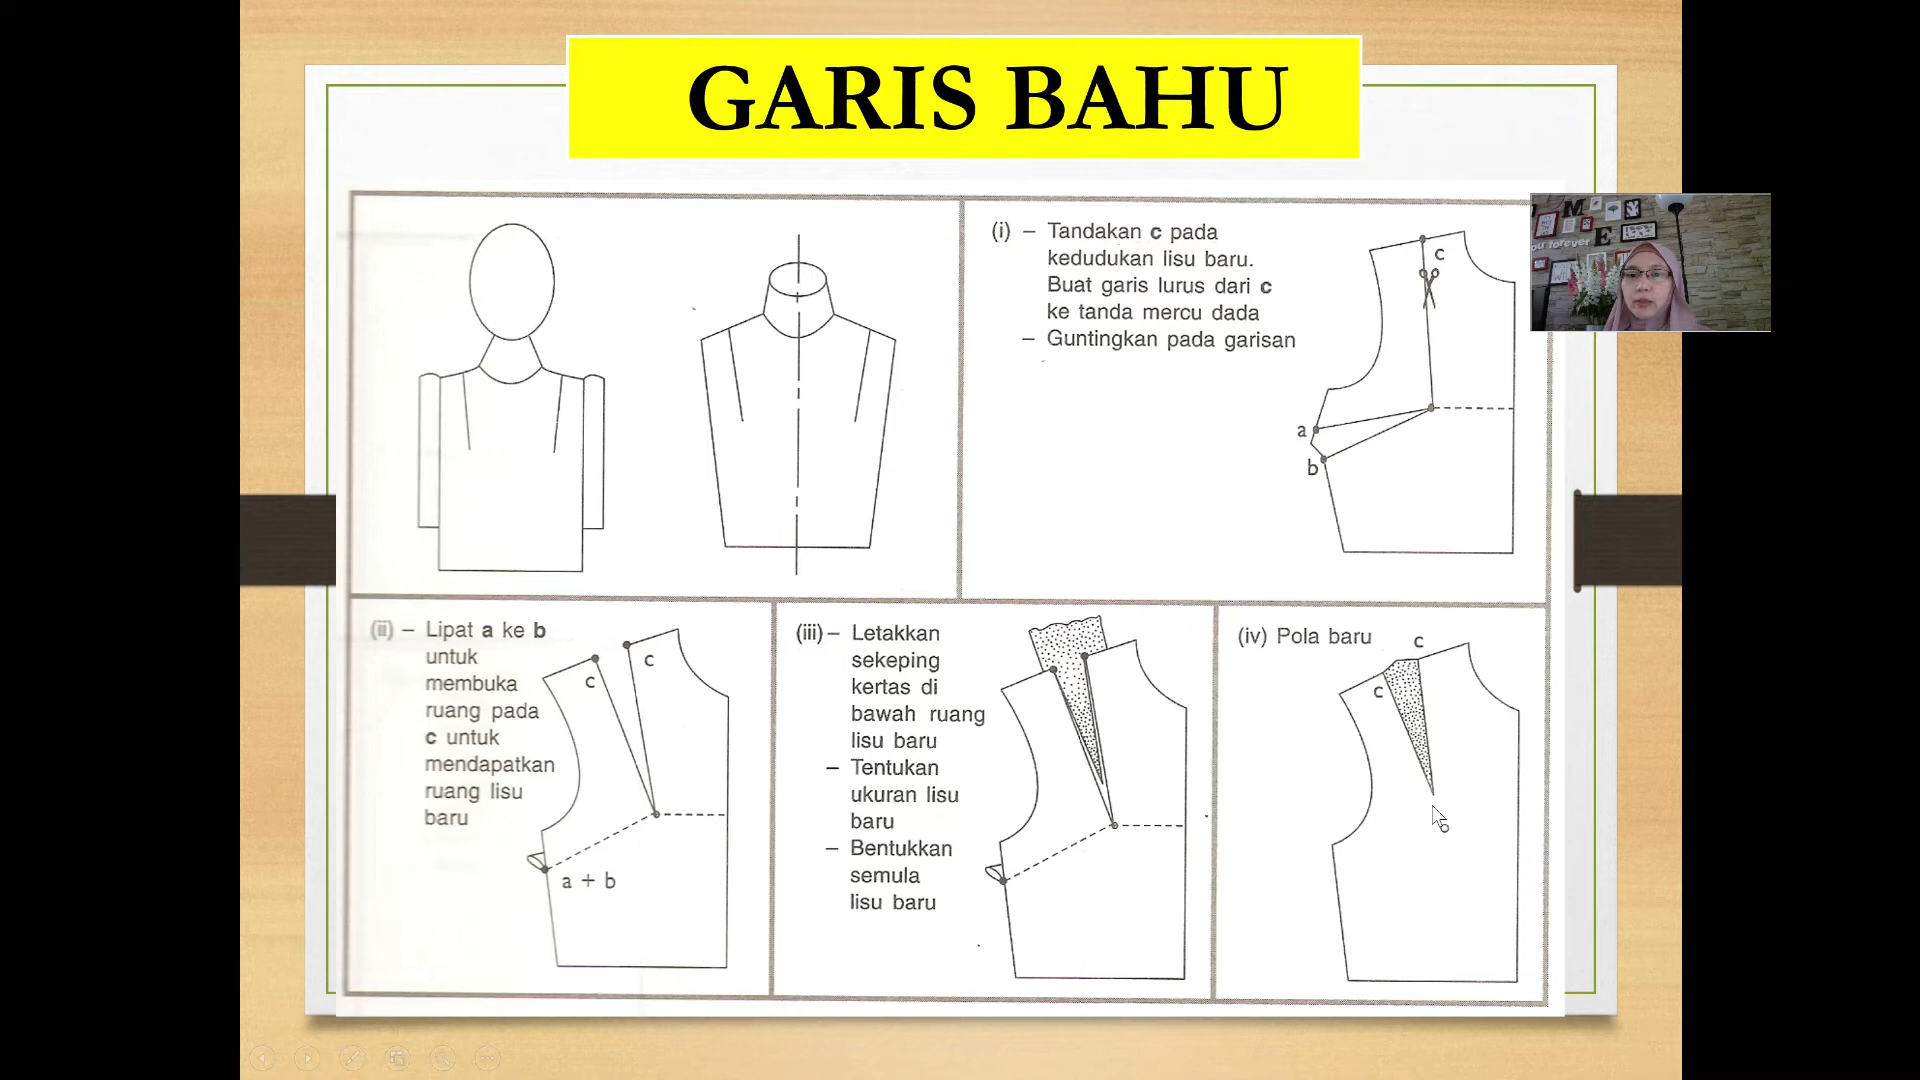 GARIS BAHU
(i) – Tandakan c pada
kedudukan lisu baru.
Buat garis lurus dari c
ke tanda mercu dada
– Guntingkan pada garisan
c
a
b
(ii) – Lipat a ke b
untuk
membuka
ruang pada
c untuk
mendapatkan
ruang lisu
baru
c
c
a + b
(iii) – Letakkan
sekeping
kertas di
bawah ruang
lisu baru
– Tentukan
ukuran lisu
baru
– Bentukkan
semula
lisu baru
(iv) Pola baru
c
c
M
E
you forever